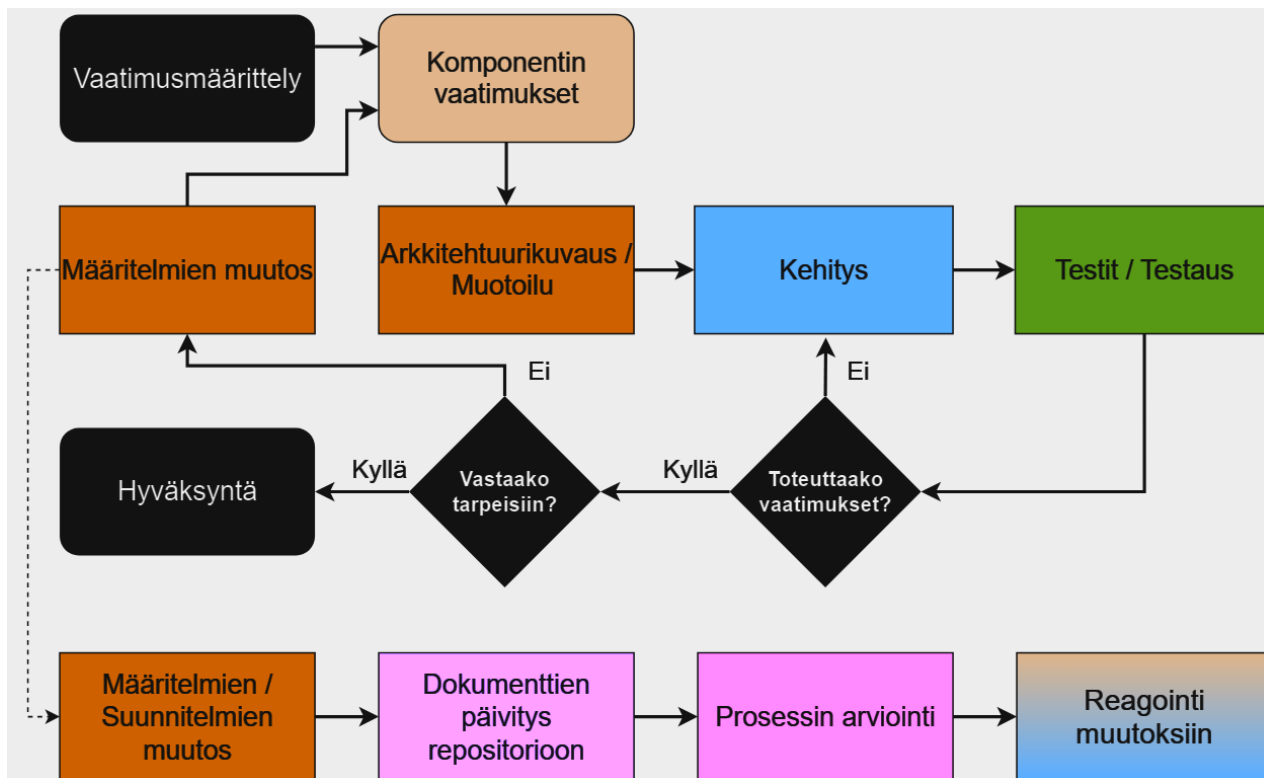 Vaatimusmäärittely
Komponentin
vaatimukset
Määritelmien muutos
Arkkitehtuurikuvaus /
Muotoilu
Kehitys
Testit / Testaus
Ei
Ei
Hyväksyntä
Kyllä
Vastaako
tarpeisiin?
Kyllä
Toteuttaako
vaatimukset?
Määritelmien /
Suunnitelmien
muutos
Dokumenttien
päivitys
repositorioon
Prosessin arviointi
Reagointi
muutoksiin